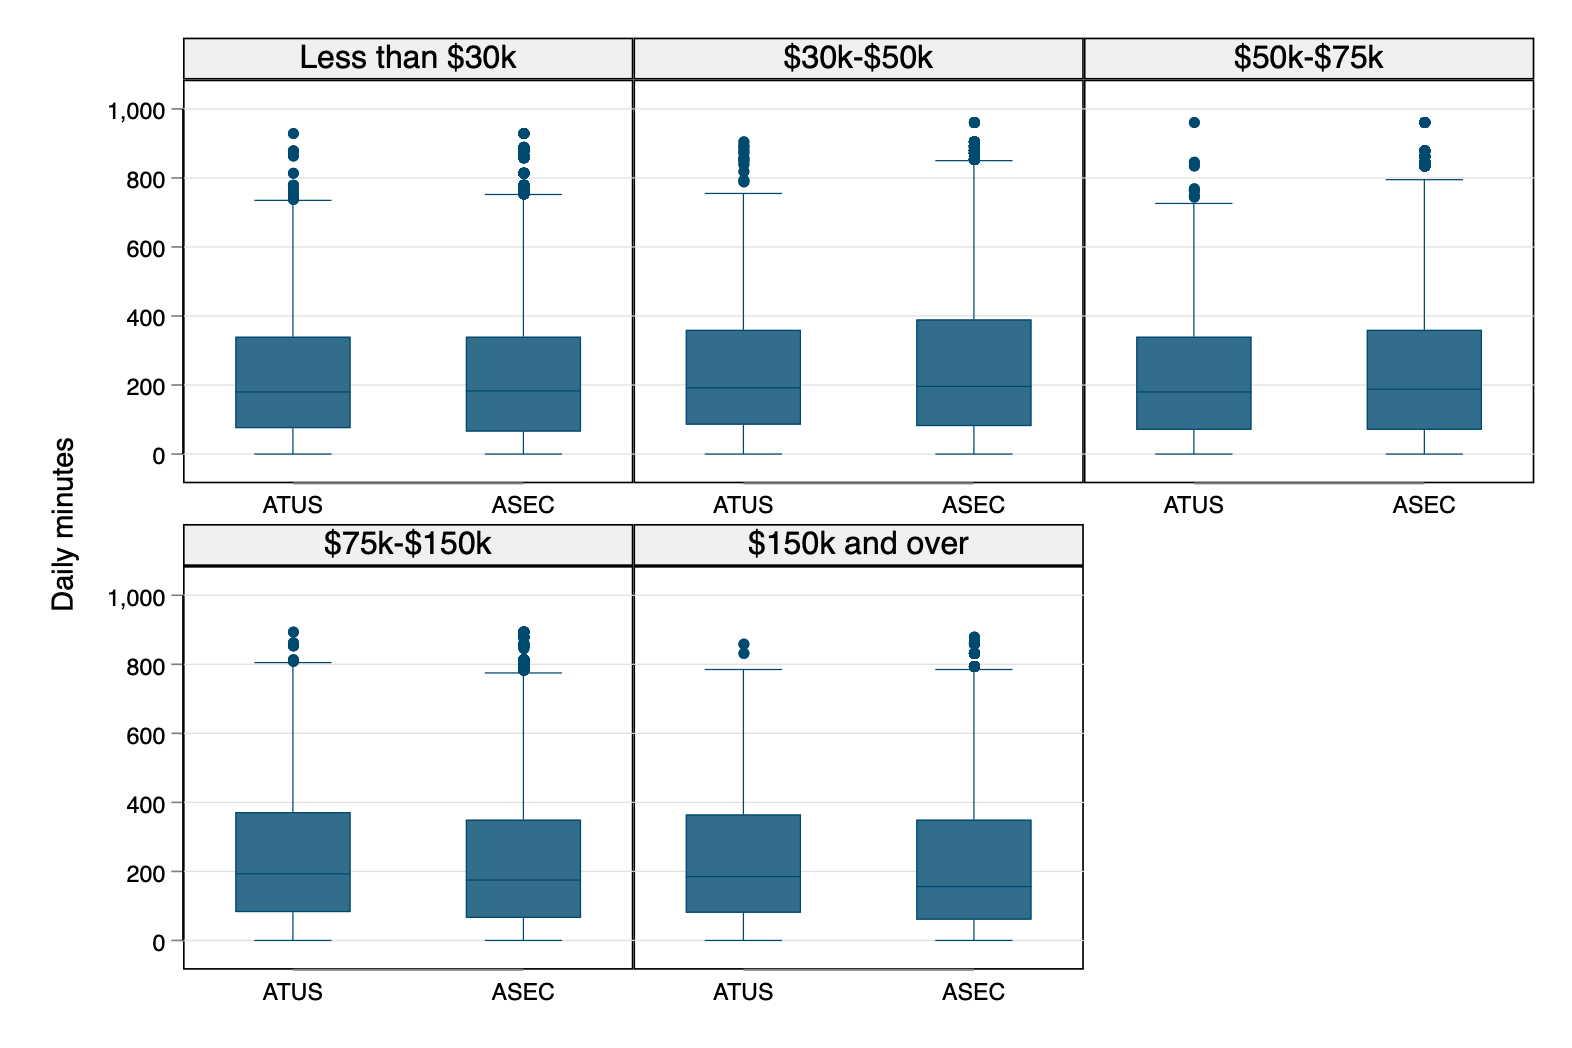 Less than $30k
$30k-$50k
$50k-$75k
1,000
800
600
400
200
0
ATUS
ASEC
ATUS
ASEC
ATUS
ASEC
Daily minutes
$75k-$150k
$150k and over
1,000
800
600
400
200
0
ATUS
ASEC
ATUS
ASEC